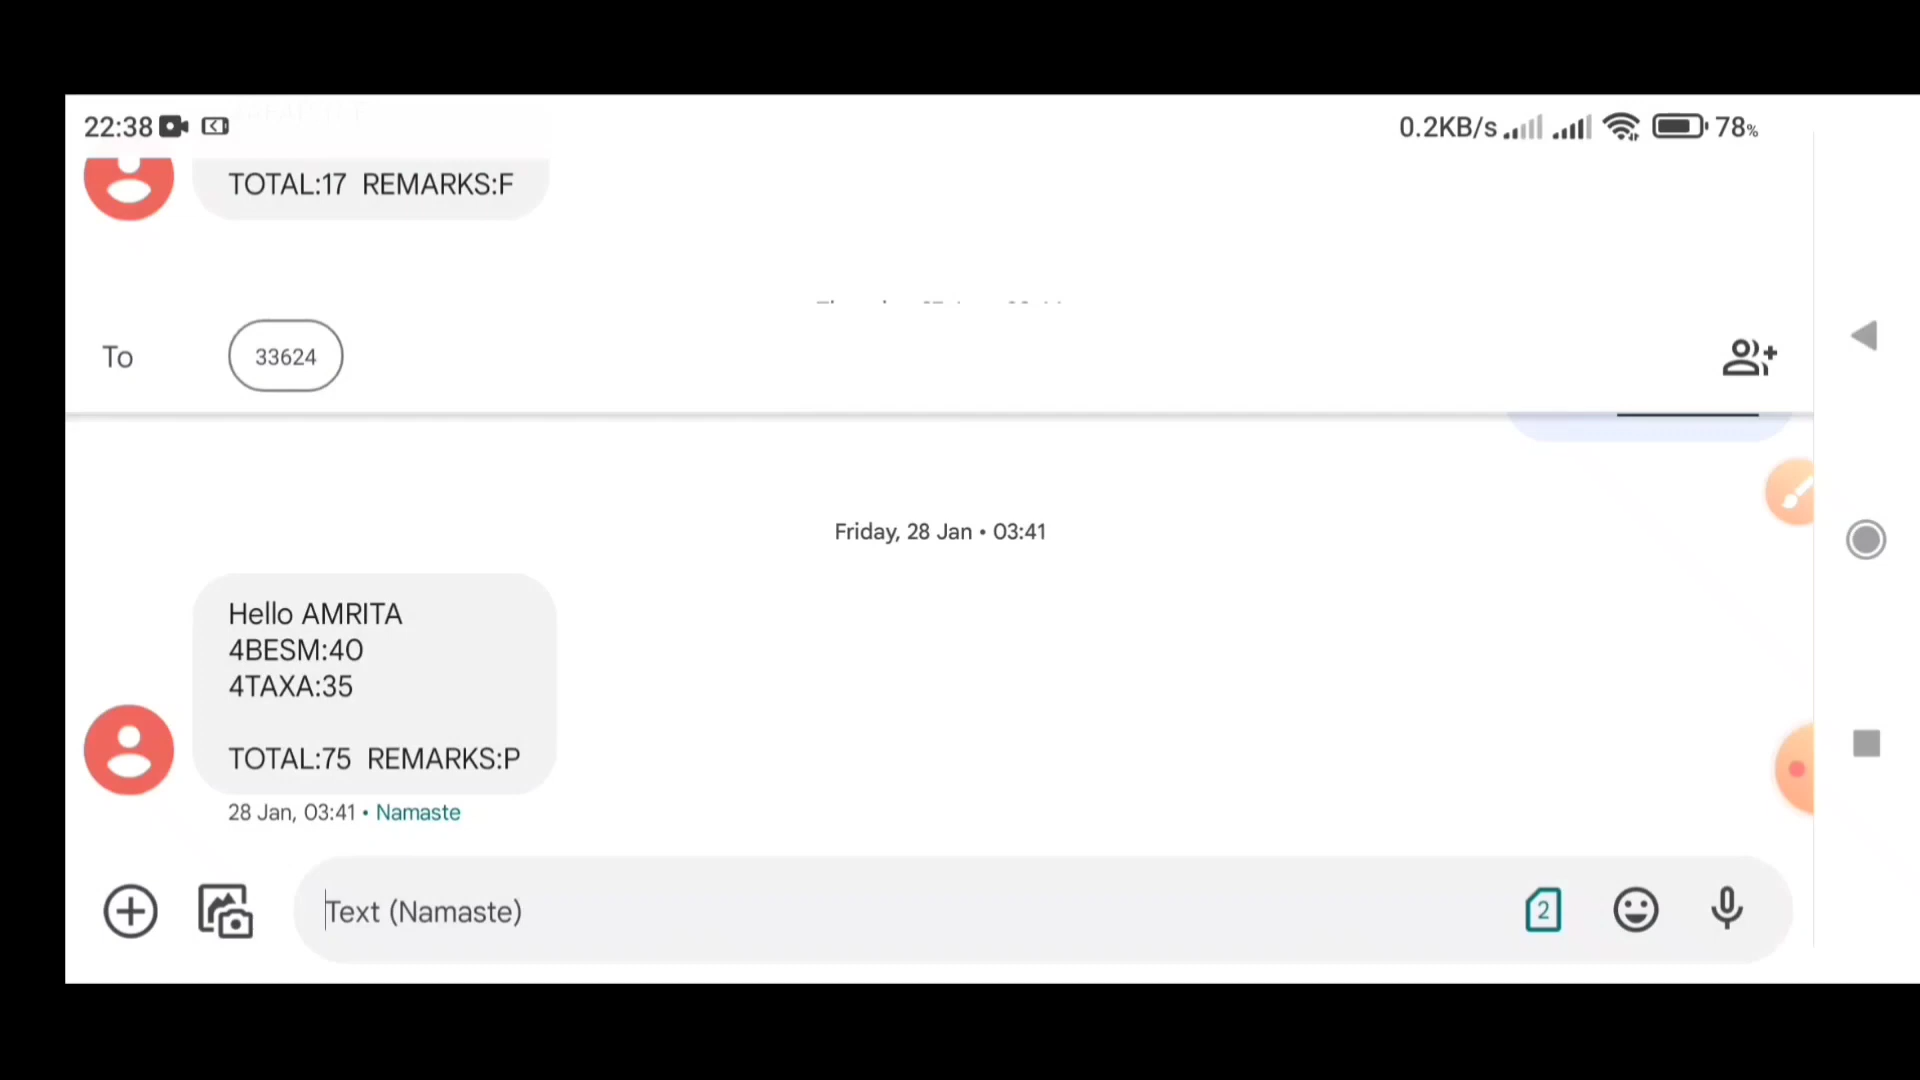 22:38
0.2KB/s 78%
TOTAL:17 REMARKS:F
To 33624
Friday, 28 Jan • 03:41
Hello AMRITA
4BESM:40
4TAXA:35
TOTAL:75 REMARKS:P
28 Jan, 03:41 • Namaste
Text (Namaste)
2